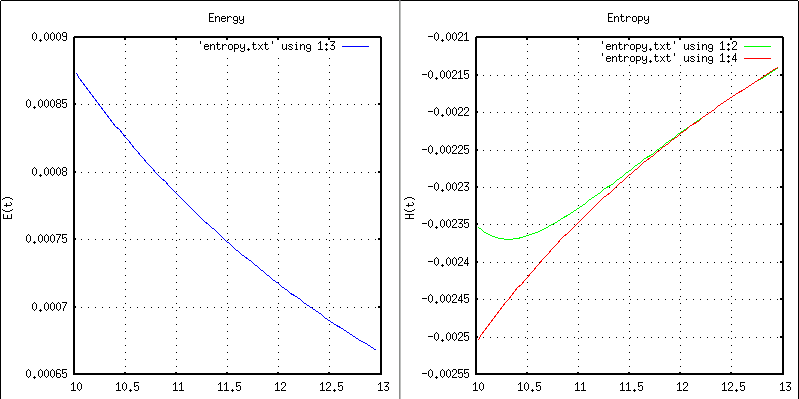 Energy
'entropy.txt' using 1:3
0.0009
0.00085
0.0008
0.00075
0.0007
0.00065
E(t)
10 10.5 11 11.5 12 12.5 13
Entropy
'entropy.txt' using 1:2
'entropy.txt' using 1:4
-0.0021
-0.00215
-0.0022
-0.00225
-0.0023
-0.00235
-0.0024
-0.00245
-0.0025
-0.00255
H(t)
10 10.5 11 11.5 12 12.5 13